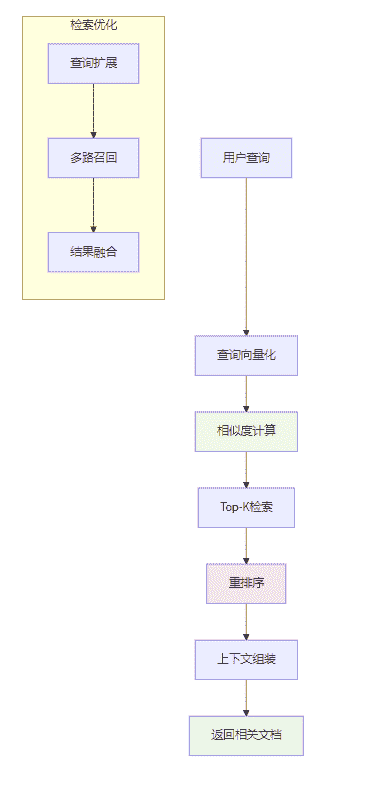 检索优化
查询扩展
多路召回
结果融合
用户查询
查询向量化
相似度计算
Top-K检索
重排序
上下文组装
返回相关文档